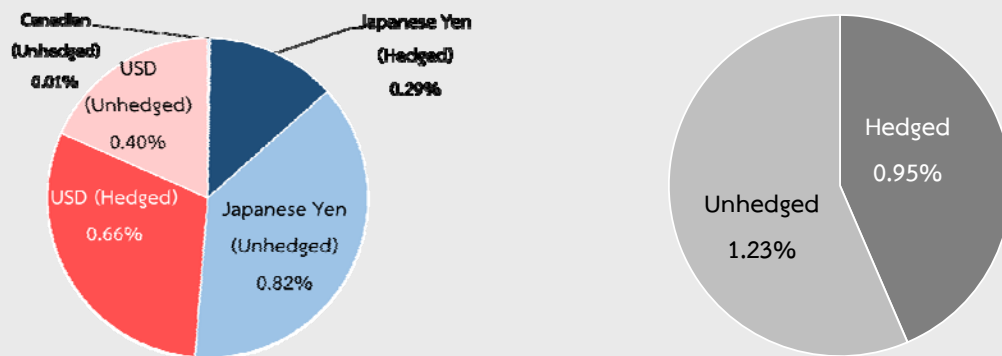 Canadian
(Unhedged)
0.01%
Japanese Yen
(Hedged)
0.29%
USD
(Unhedged)
0.40%
USD (Hedged)
0.66%
Japanese Yen
(Unhedged)
0.82%
Hedged
0.95%
Unhedged
1.23%